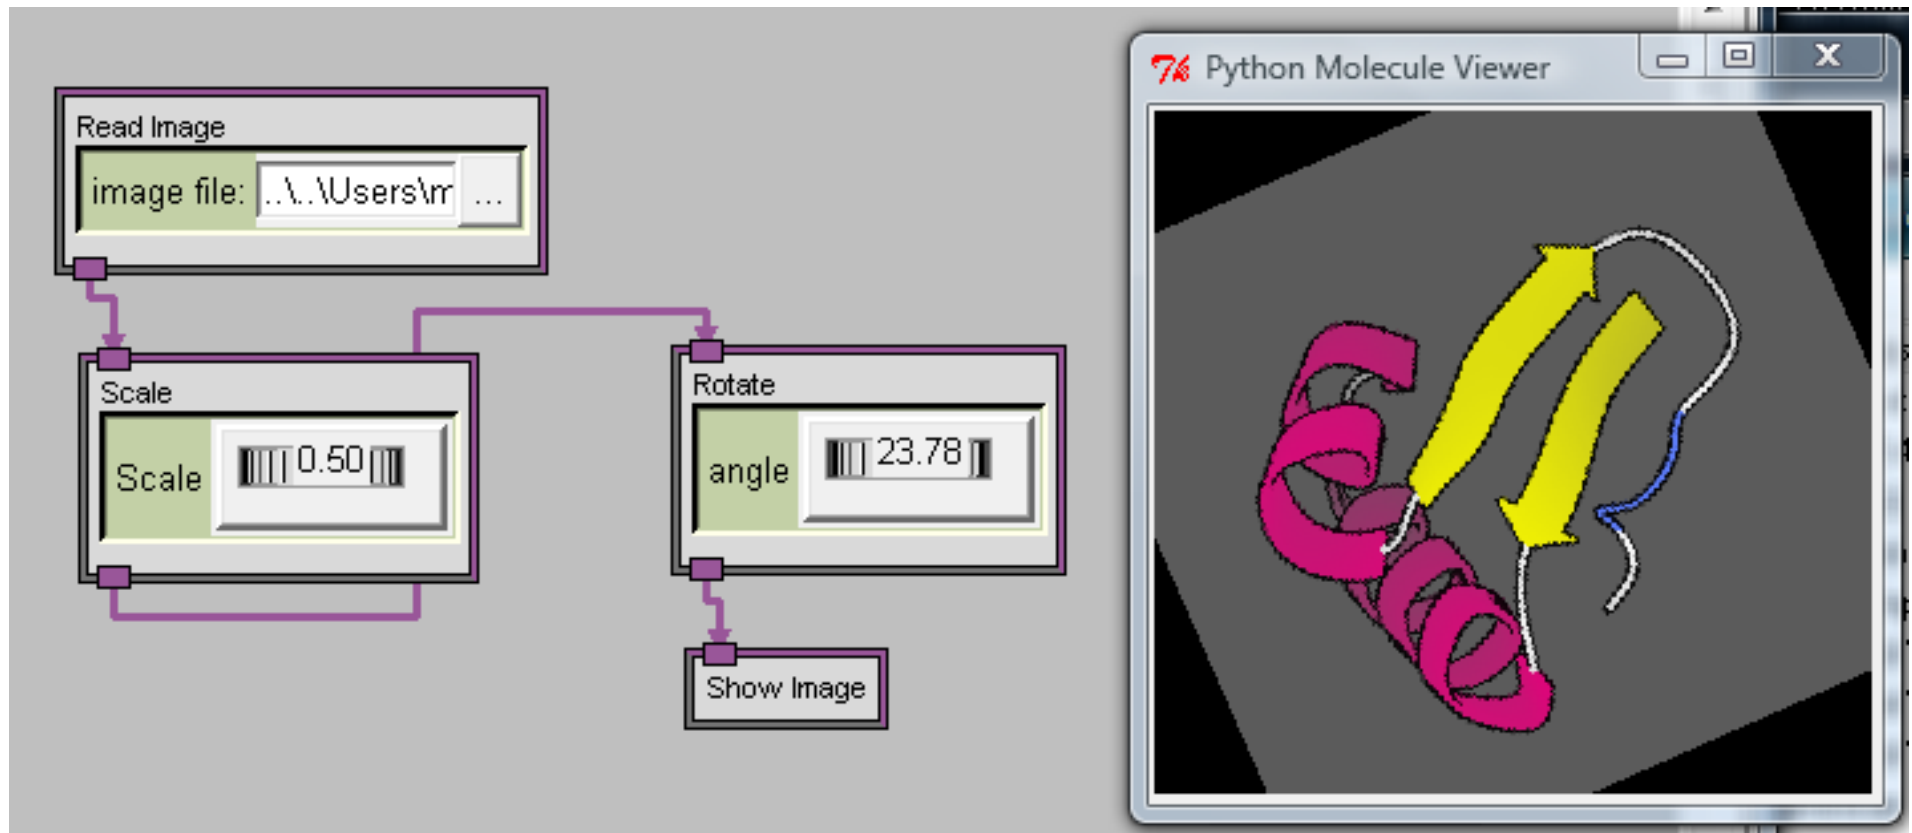 Read Image
image file: ..\..\Users\m ...
Scale
Scale 0.50
Rotate
angle 23.78
Show Image
Python Molecule Viewer